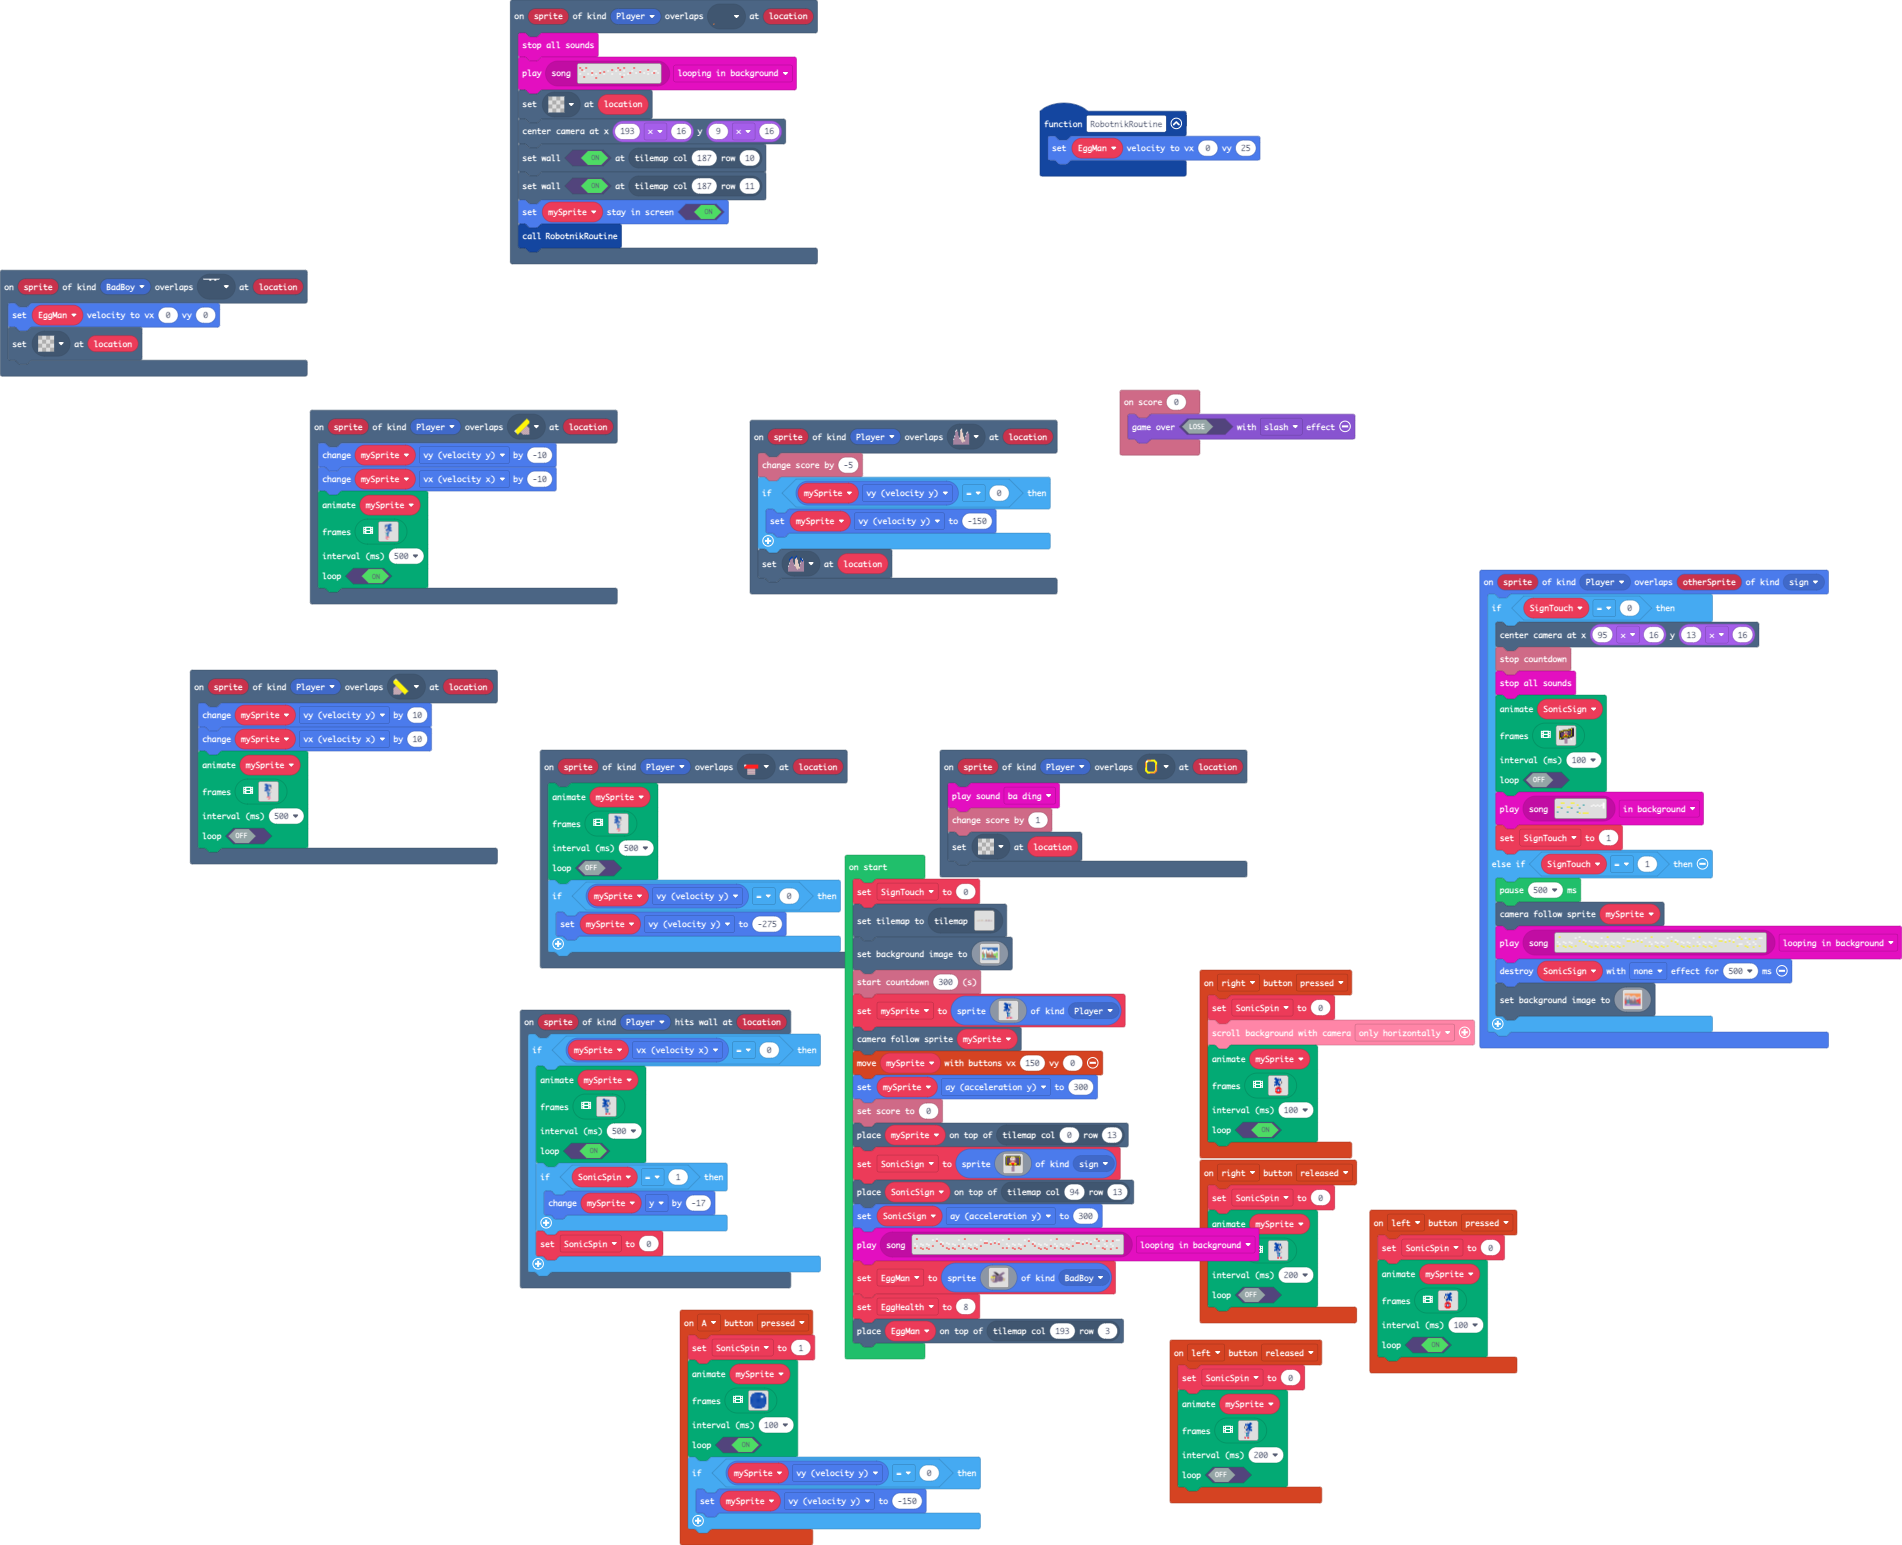 on sprite of kind Player overlaps at location
stop all sounds
play song looping in background
set at location
center camera at x 193 x 16 y 9 x 16
set wall ON at tilemap col 187 row 10
set wall ON at tilemap col 187 row 11
set mySprite stay in screen ON
call RobotnikRoutine
function RobotnikRoutine
set EggMan velocity to vx 0 vy 25
on sprite of kind BadBoy overlaps at location
set EggMan velocity to vx 0 vy 0
set at location
on sprite of kind Player overlaps at location
change mySprite vy (velocity y) by -10
change mySprite vx (velocity x) by -10
animate mySprite
frames
interval (ms) 500
loop ON
on sprite of kind Player overlaps at location
change score by -5
if mySprite vy (velocity y) = 0 then
set mySprite vy (velocity y) to -150
set at location
on score 0
game over LOSE with slash effect
on sprite of kind Player overlaps otherSprite of kind sign
if SignTouch = 0 then
center camera at x 95 x 16 y 13 x 16
stop countdown
stop all sounds
animate SonicSign
frames
interval (ms) 100
loop OFF
play song in background
set SignTouch to 1
else if SignTouch = 1 then
pause 500 ms
camera follow sprite mySprite
play song looping in background
destroy SonicSign with none effect for 500 ms
set background image to
on sprite of kind Player overlaps at location
change mySprite vy (velocity y) by 10
change mySprite vx (velocity x) by 10
animate mySprite
frames
interval (ms) 500
loop OFF
on sprite of kind Player overlaps at location
animate mySprite
frames
interval (ms) 500
loop OFF
if mySprite vy (velocity y) = 0 then
set mySprite vy (velocity y) to -275
on sprite of kind Player overlaps at location
play sound ba ding
change score by 1
set at location
on start
set SignTouch to 0
set tilemap to tilemap
set background image to
start countdown 300 (s)
set mySprite to sprite of kind Player
camera follow sprite mySprite
move mySprite with buttons vx 150 vy 0
set mySprite ay (acceleration y) to 300
set score to 0
place mySprite on top of tilemap col 0 row 13
set SonicSign to sprite of kind sign
place SonicSign on top of tilemap col 94 row 13
set SonicSign ay (acceleration y) to 300
play song looping in background
set EggMan to sprite of kind BadBoy
set EggHealth to 8
place EggMan on top of tilemap col 193 row 3
on sprite of kind Player hits wall at location
if mySprite vx (velocity x) = 0 then
animate mySprite
frames
interval (ms) 500
loop ON
if SonicSpin = 1 then
change mySprite y by -17
set SonicSpin to 0
on right button pressed
set SonicSpin to 0
scroll background with camera only horizontally
animate mySprite
frames
interval (ms) 100
loop ON
on right button released
set SonicSpin to 0
animate mySprite
interval (ms) 200
loop OFF
on left button pressed
set SonicSpin to 0
animate mySprite
frames
interval (ms) 100
loop ON
on left button released
set SonicSpin to 0
animate mySprite
frames
interval (ms) 200
loop OFF
on A button pressed
set SonicSpin to 1
animate mySprite
frames
interval (ms) 100
loop ON
if mySprite vy (velocity y) = 0 then
set mySprite vy (velocity y) to -150